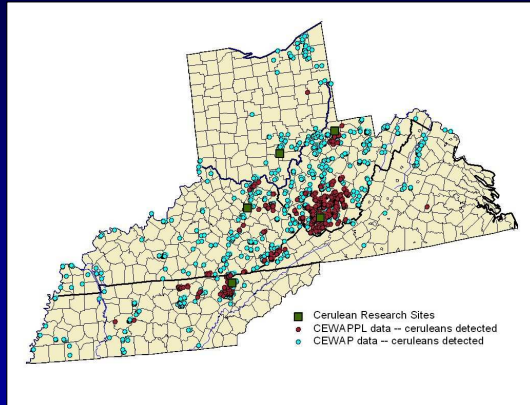 Cerulean Research Sites
CEWAPPL data -- ceruleans detected
CEWAP data -- ceruleans detected